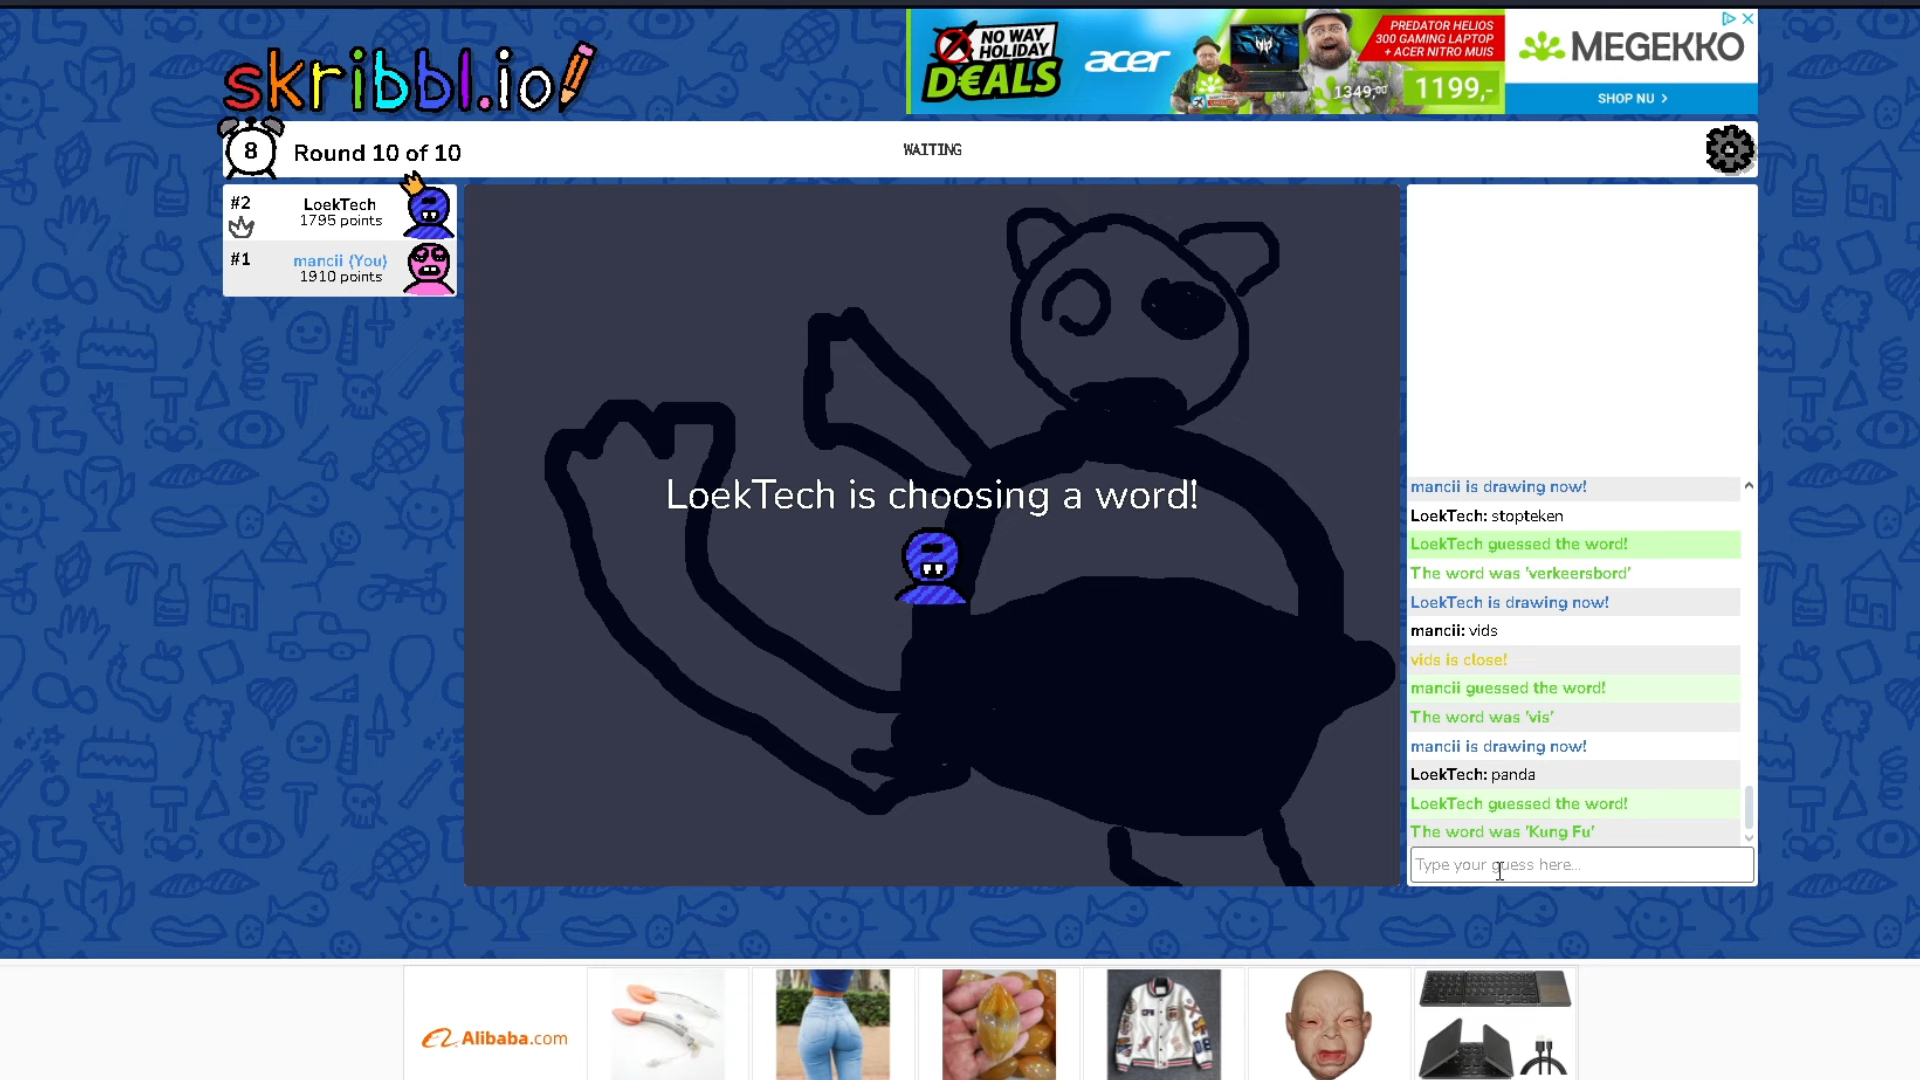 skribbl.io
NO WAY
HOLIDAY
D€ALS
acer
PREDATOR HELIOS
300 GAMING LAPTOP
+ ACER NITRO MUIS
1349,00
1199,-
MEGEKKO
SHOP NU >
8
Round 10 of 10
WAITING
#2
LoekTech
1795 points
#1
mancii (You)
1910 points
LoekTech is choosing a word!
mancii is drawing now!
LoekTech: stopteken
LoekTech guessed the word!
The word was 'verkeersbord'
LoekTech is drawing now!
mancii: vids
vids is close!
mancii guessed the word!
The word was 'vis'
mancii is drawing now!
LoekTech: panda
LoekTech guessed the word!
The word was 'Kung Fu'
Type your guess here...
Alibaba.com